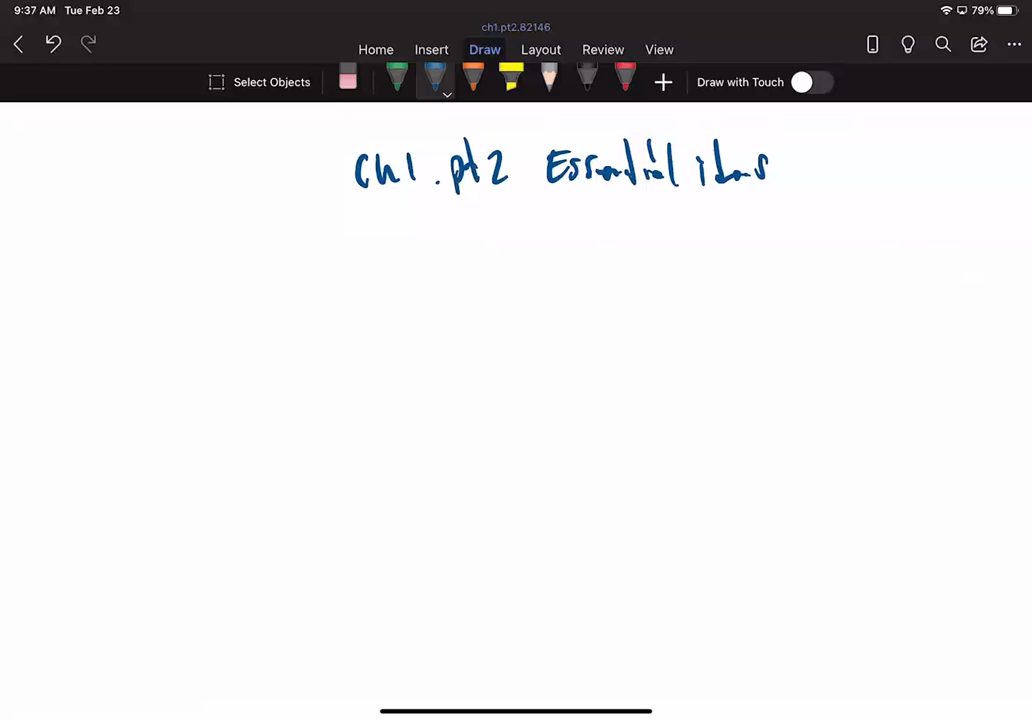 9:37 AM Tue Feb 23 79%
ch1.pt2.82146
Home Insert Draw Layout Review View
Select Objects Draw with Touch
Ch1.pt2 Essential ideas